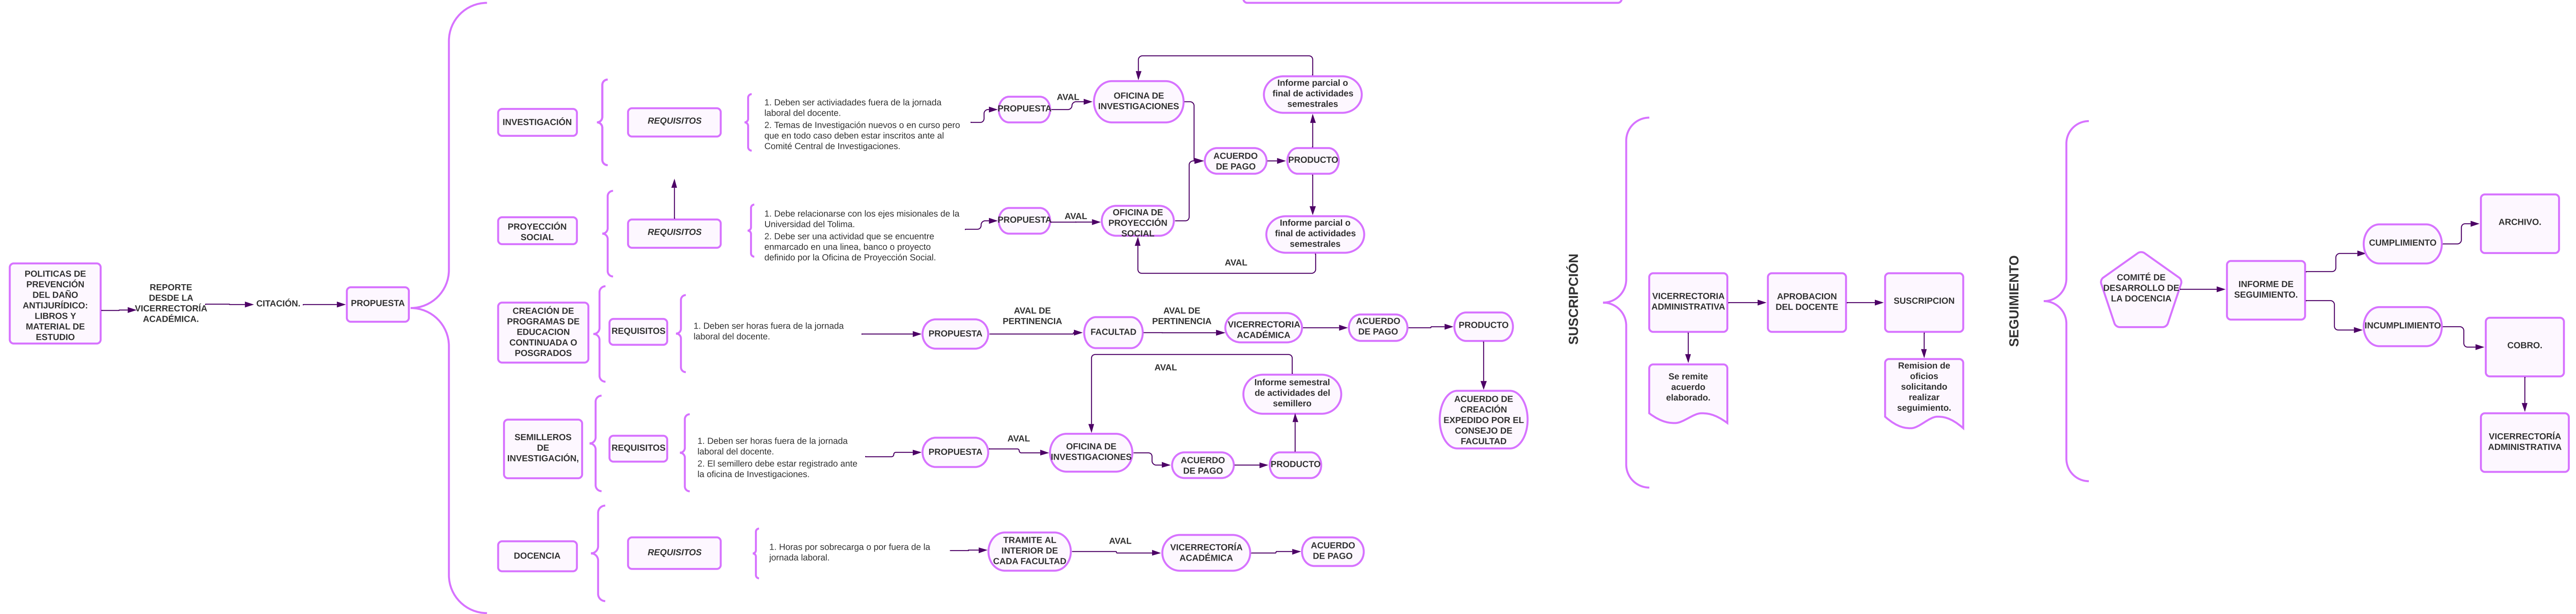 POLITICAS DE
PREVENCIÓN
DEL DAÑO
ANTIJURÍDICO:
LIBROS Y
MATERIAL DE
ESTUDIO
REPORTE
DESDE LA
VICERRECTORÍA
ACADÉMICA.
CITACIÓN.
PROPUESTA
INVESTIGACIÓN
REQUISITOS
1. Deben ser activiadades fuera de la jornada
laboral del docente.
2. Temas de Investigación nuevos o en curso pero
que en todo caso deben estar inscritos ante al
Comité Central de Investigaciones.
PROPUESTA
AVAL
OFICINA DE
INVESTIGACIONES
Informe parcial o
final de actividades
semestrales
ACUERDO
DE PAGO
PRODUCTO
PROYECCIÓN
SOCIAL
REQUISITOS
1. Debe relacionarse con los ejes misionales de la
Universidad del Tolima.
2. Debe ser una actividad que se encuentre
enmarcado en una linea, banco o proyecto
definido por la Oficina de Proyección Social.
PROPUESTA
AVAL
OFICINA DE
PROYECCIÓN
SOCIAL
Informe parcial o
final de actividades
semestrales
AVAL
CREACIÓN DE
PROGRAMAS DE
EDUCACION
CONTINUADA O
POSGRADOS
REQUISITOS
1. Deben ser horas fuera de la jornada
laboral del docente.
PROPUESTA
AVAL DE
PERTINENCIA
FACULTAD
AVAL DE
PERTINENCIA
VICERRECTORIA
ACADÉMICA
ACUERDO
DE PAGO
PRODUCTO
ACUERDO DE
CREACIÓN
EXPEDIDO POR EL
CONSEJO DE
FACULTAD
SEMILLEROS
DE
INVESTIGACIÓN,
REQUISITOS
1. Deben ser horas fuera de la jornada
laboral del docente.
2. El semillero debe estar registrado ante
la oficina de Investigaciones.
PROPUESTA
AVAL
OFICINA DE
INVESTIGACIONES
AVAL
Informe semestral
de actividades del
semillero
ACUERDO
DE PAGO
PRODUCTO
DOCENCIA
REQUISITOS
1. Horas por sobrecarga o por fuera de la
jornada laboral.
TRAMITE AL
INTERIOR DE
CADA FACULTAD
AVAL
VICERRECTORÍA
ACADÉMICA
ACUERDO
DE PAGO
SUSCRIPCIÓN
VICERRECTORIA
ADMINISTRATIVA
APROBACION
DEL DOCENTE
SUSCRIPCION
Se remite
acuerdo
elaborado.
Remision de
oficios
solicitando
realizar
seguimiento.
SEGUIMIENTO
COMITÉ DE
DESARROLLO DE
LA DOCENCIA
INFORME DE
SEGUIMIENTO.
CUMPLIMIENTO
ARCHIVO.
INCUMPLIMIENTO
COBRO.
VICERRECTORÍA
ADMINISTRATIVA